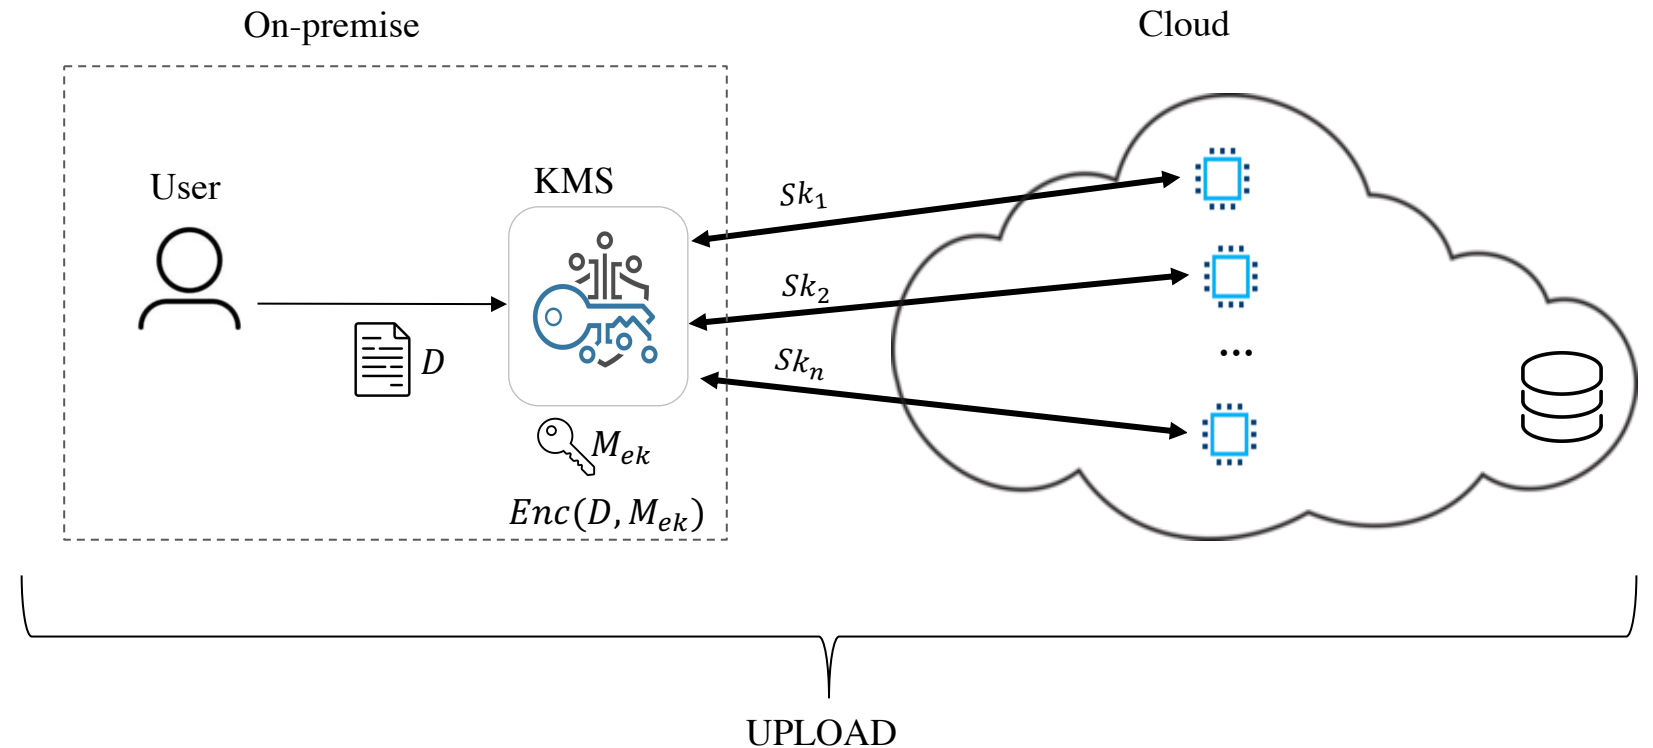 On-premise
Cloud
User
KMS
Sk₁
Sk₂
...
Skₙ
D
Mₑₖ
Enc(D, Mₑₖ)
UPLOAD